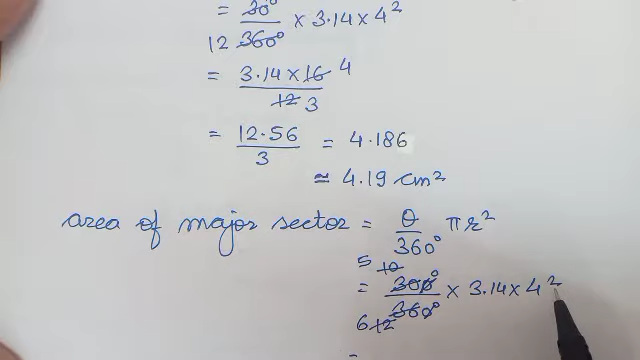 = 30°/360° × 3.14 × 4²
12
= 3.14 × 16 4
12 3
= 12.56/3 = 4.186
≃ 4.19 cm²
area of major sector = θ/360° πr²
5 10
= 300°/360° × 3.14 × 4²
6 12
=